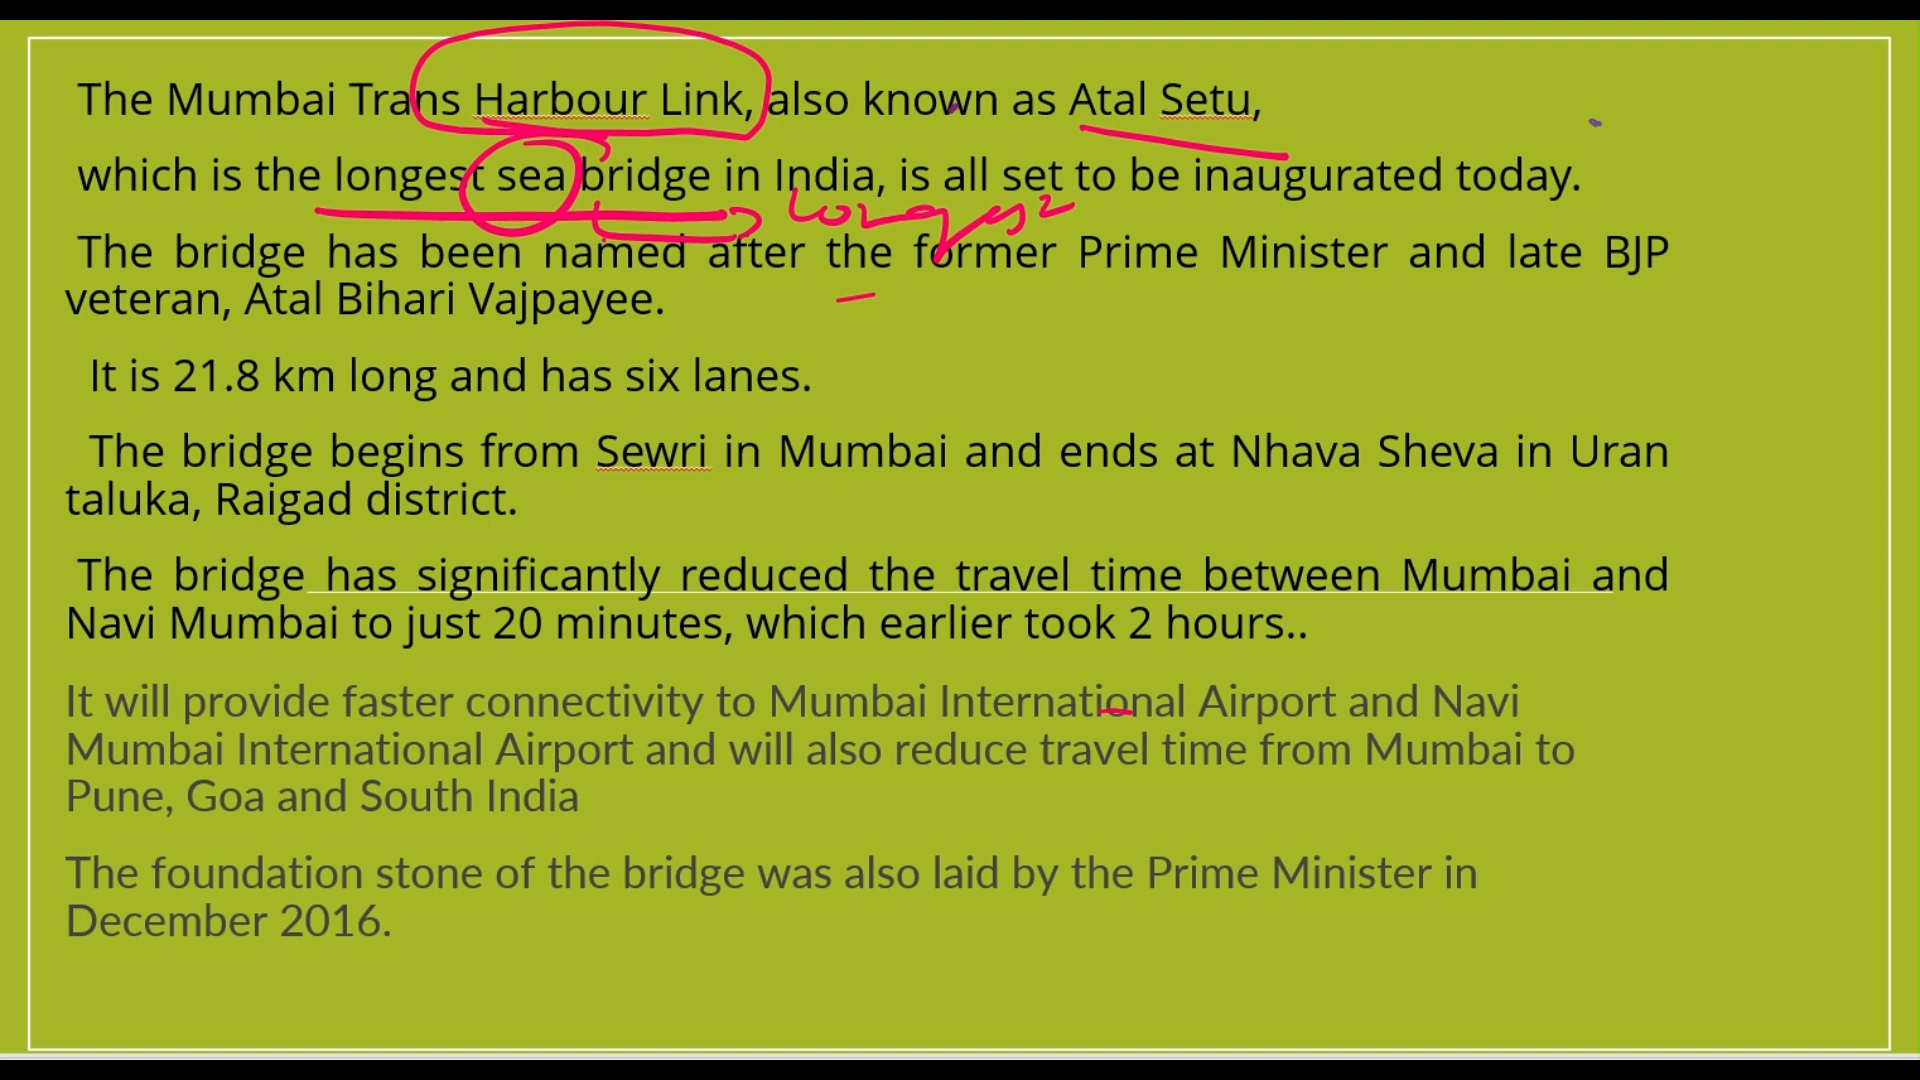 The Mumbai Trans Harbour Link, also known as Atal Setu,
which is the longest sea bridge in India, is all set to be inaugurated today.
longest
The bridge has been named after the former Prime Minister and late BJP
veteran, Atal Bihari Vajpayee.
It is 21.8 km long and has six lanes.
The bridge begins from Sewri in Mumbai and ends at Nhava Sheva in Uran
taluka, Raigad district.
The bridge has significantly reduced the travel time between Mumbai and
Navi Mumbai to just 20 minutes, which earlier took 2 hours..
It will provide faster connectivity to Mumbai International Airport and Navi
Mumbai International Airport and will also reduce travel time from Mumbai to
Pune, Goa and South India
The foundation stone of the bridge was also laid by the Prime Minister in
December 2016.